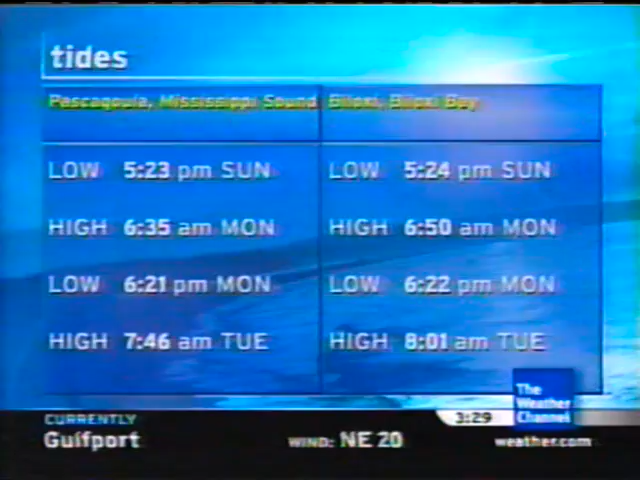 tides
Pascagoula, Mississippi Sound
Biloxi, Biloxi Bay
LOW 5:23 pm SUN
LOW 5:24 pm SUN
HIGH 6:35 am MON
HIGH 6:50 am MON
LOW 6:21 pm MON
LOW 6:22 pm MON
HIGH 7:46 am TUE
HIGH 8:01 am TUE
The
Weather
Channel
CURRENTLY
3:29
Gulfport
WIND: NE 20
weather.com